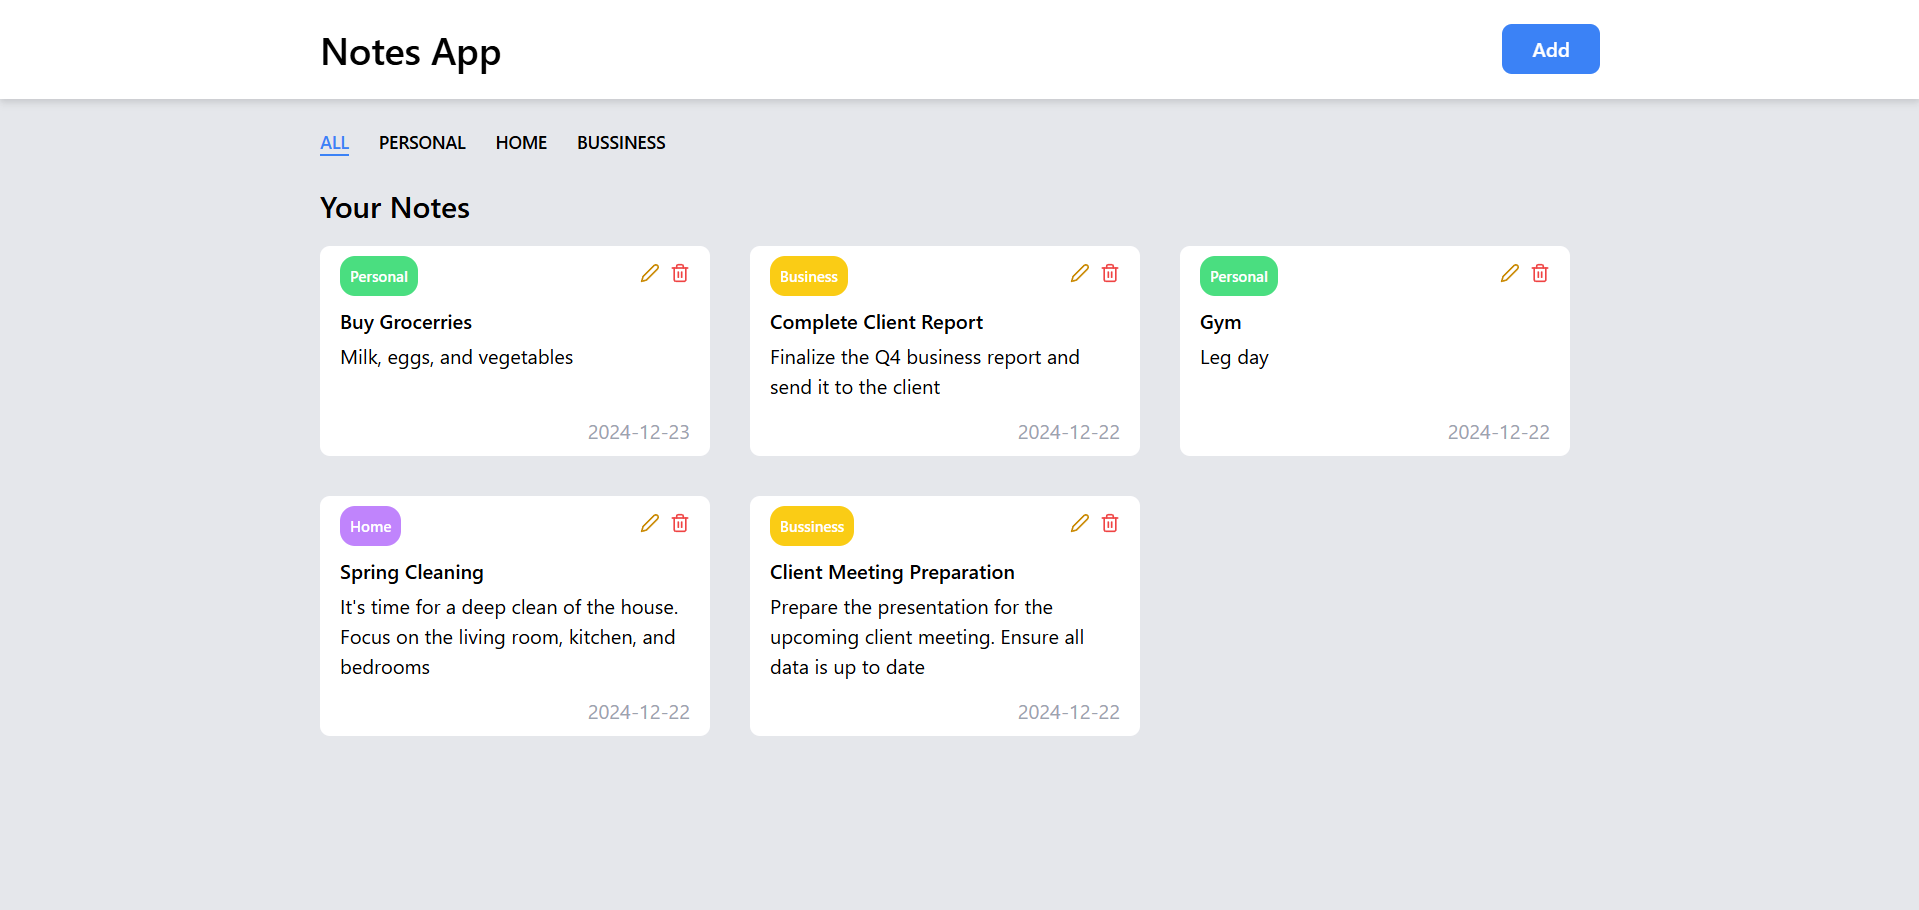 Notes App
Add
ALL PERSONAL HOME BUSSINESS
Your Notes
Personal
Buy Grocerries
Milk, eggs, and vegetables
2024-12-23
Business
Complete Client Report
Finalize the Q4 business report and
send it to the client
2024-12-22
Personal
Gym
Leg day
2024-12-22
Home
Spring Cleaning
It's time for a deep clean of the house.
Focus on the living room, kitchen, and
bedrooms
2024-12-22
Bussiness
Client Meeting Preparation
Prepare the presentation for the
upcoming client meeting. Ensure all
data is up to date
2024-12-22